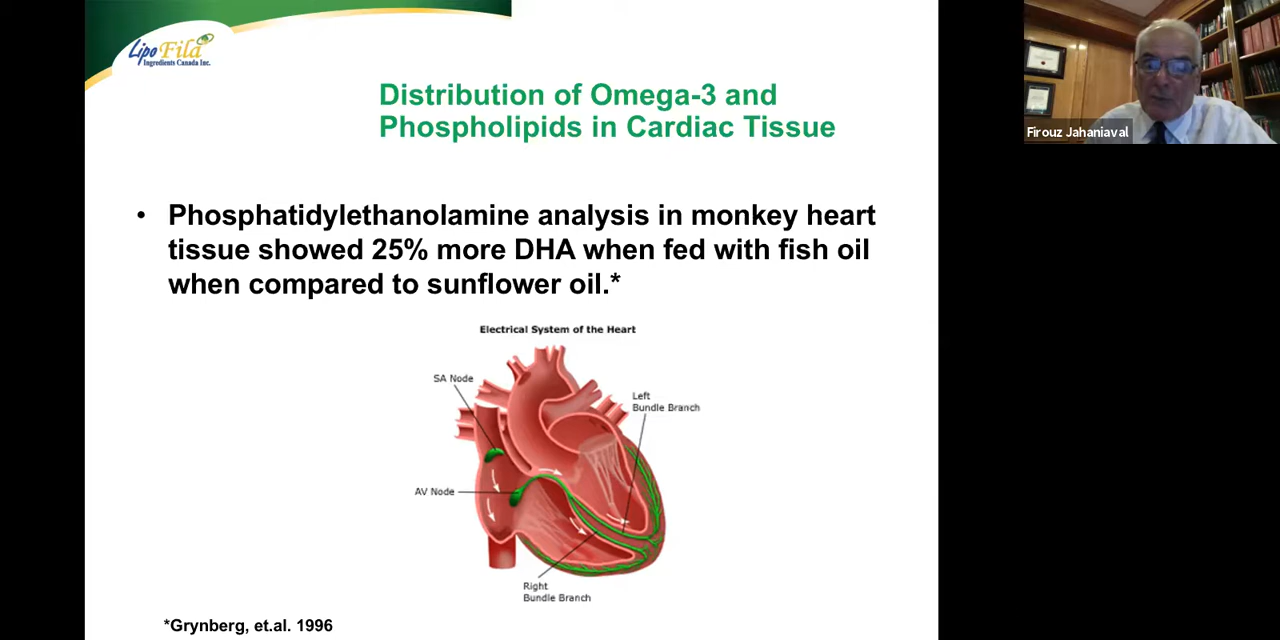 Lipo Fila
Ingredients Canada Inc.
Distribution of Omega-3 and
Phospholipids in Cardiac Tissue
• Phosphatidylethanolamine analysis in monkey heart
tissue showed 25% more DHA when fed with fish oil
when compared to sunflower oil.*
Electrical System of the Heart
SA Node
Left
Bundle Branch
AV Node
Right
Bundle Branch
*Grynberg, et.al. 1996
Firouz Jahaniaval